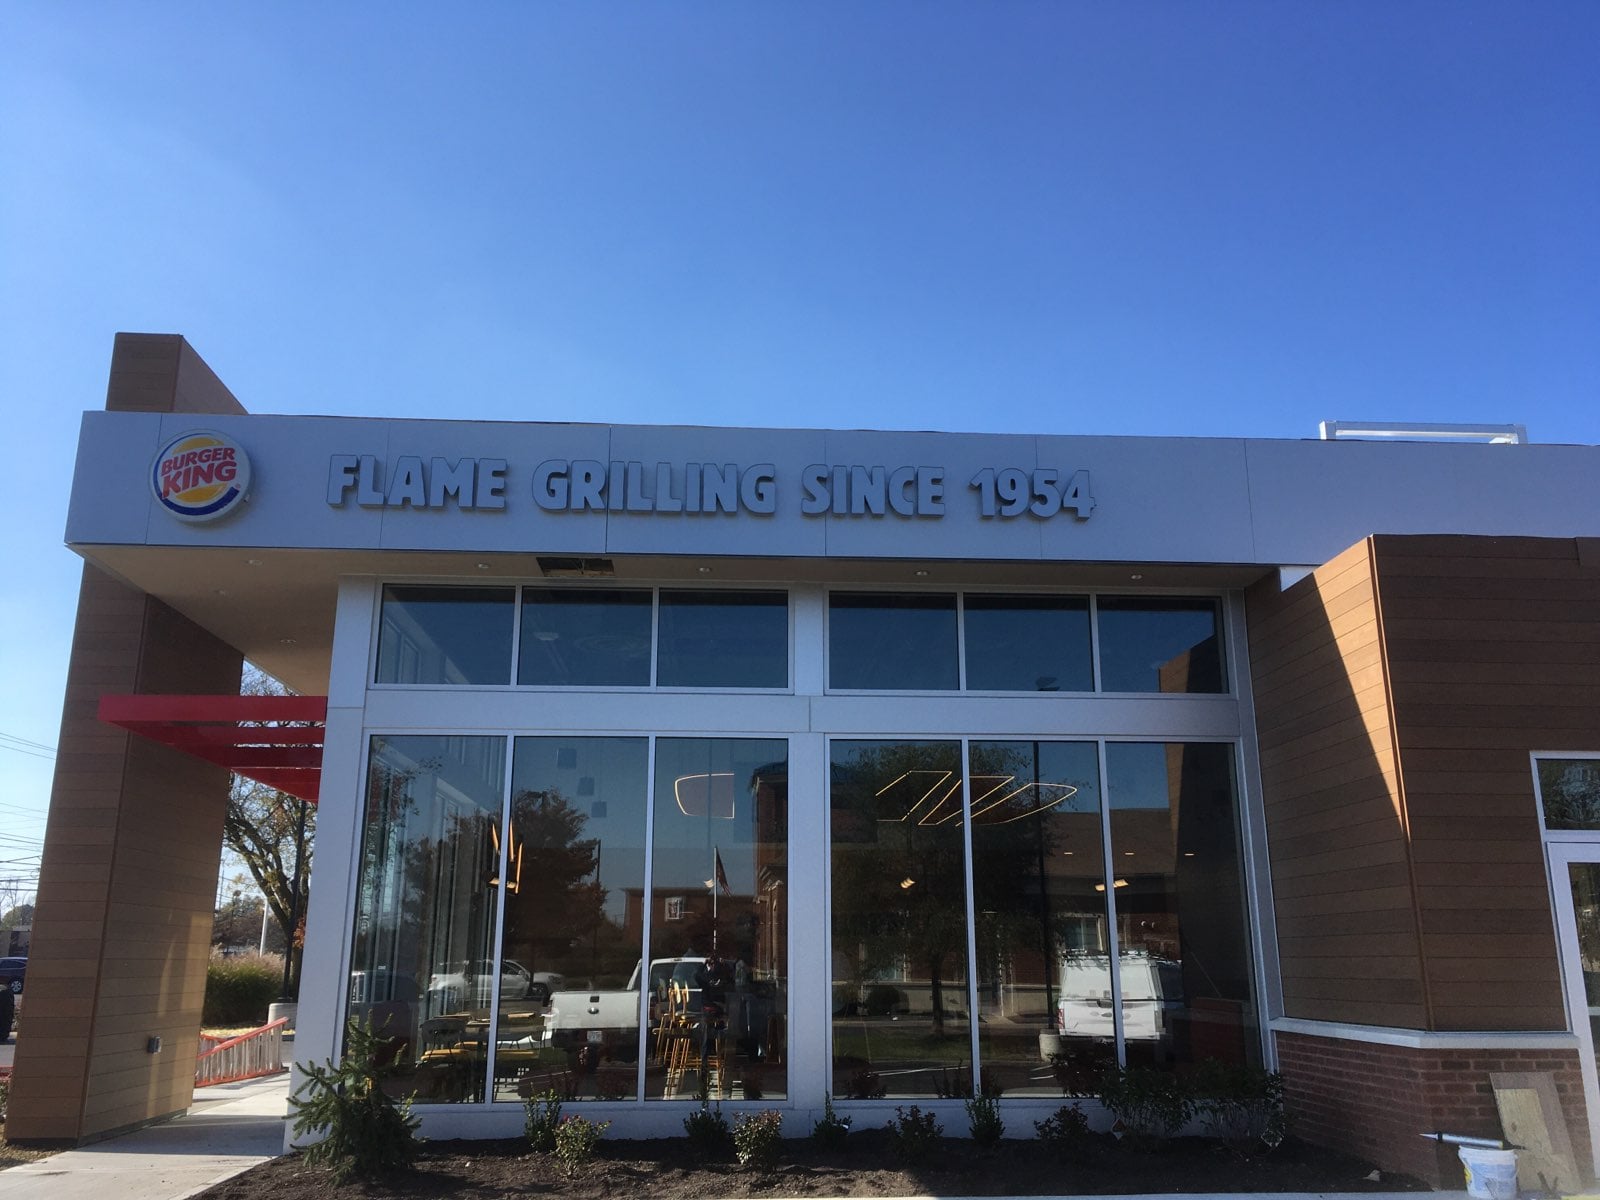 BURGER
KING
FLAME GRILLING SINCE 1954